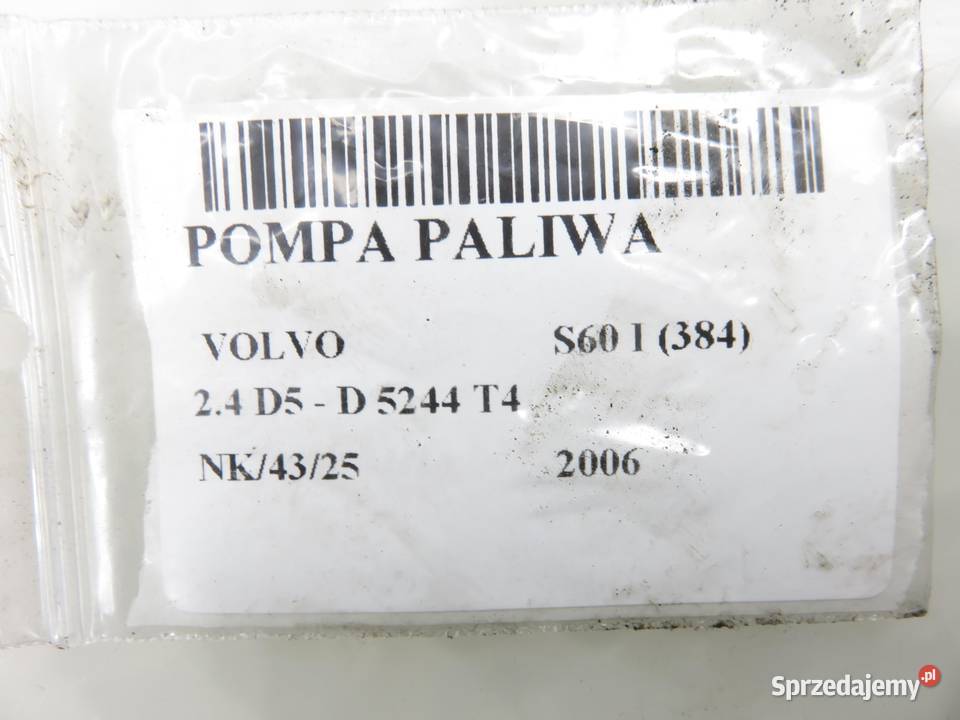 POMPA PALIWA
VOLVO S60 I (384)
2.4 D5 - D 5244 T4
NK/43/25 2006
Sprzedajemy.pl